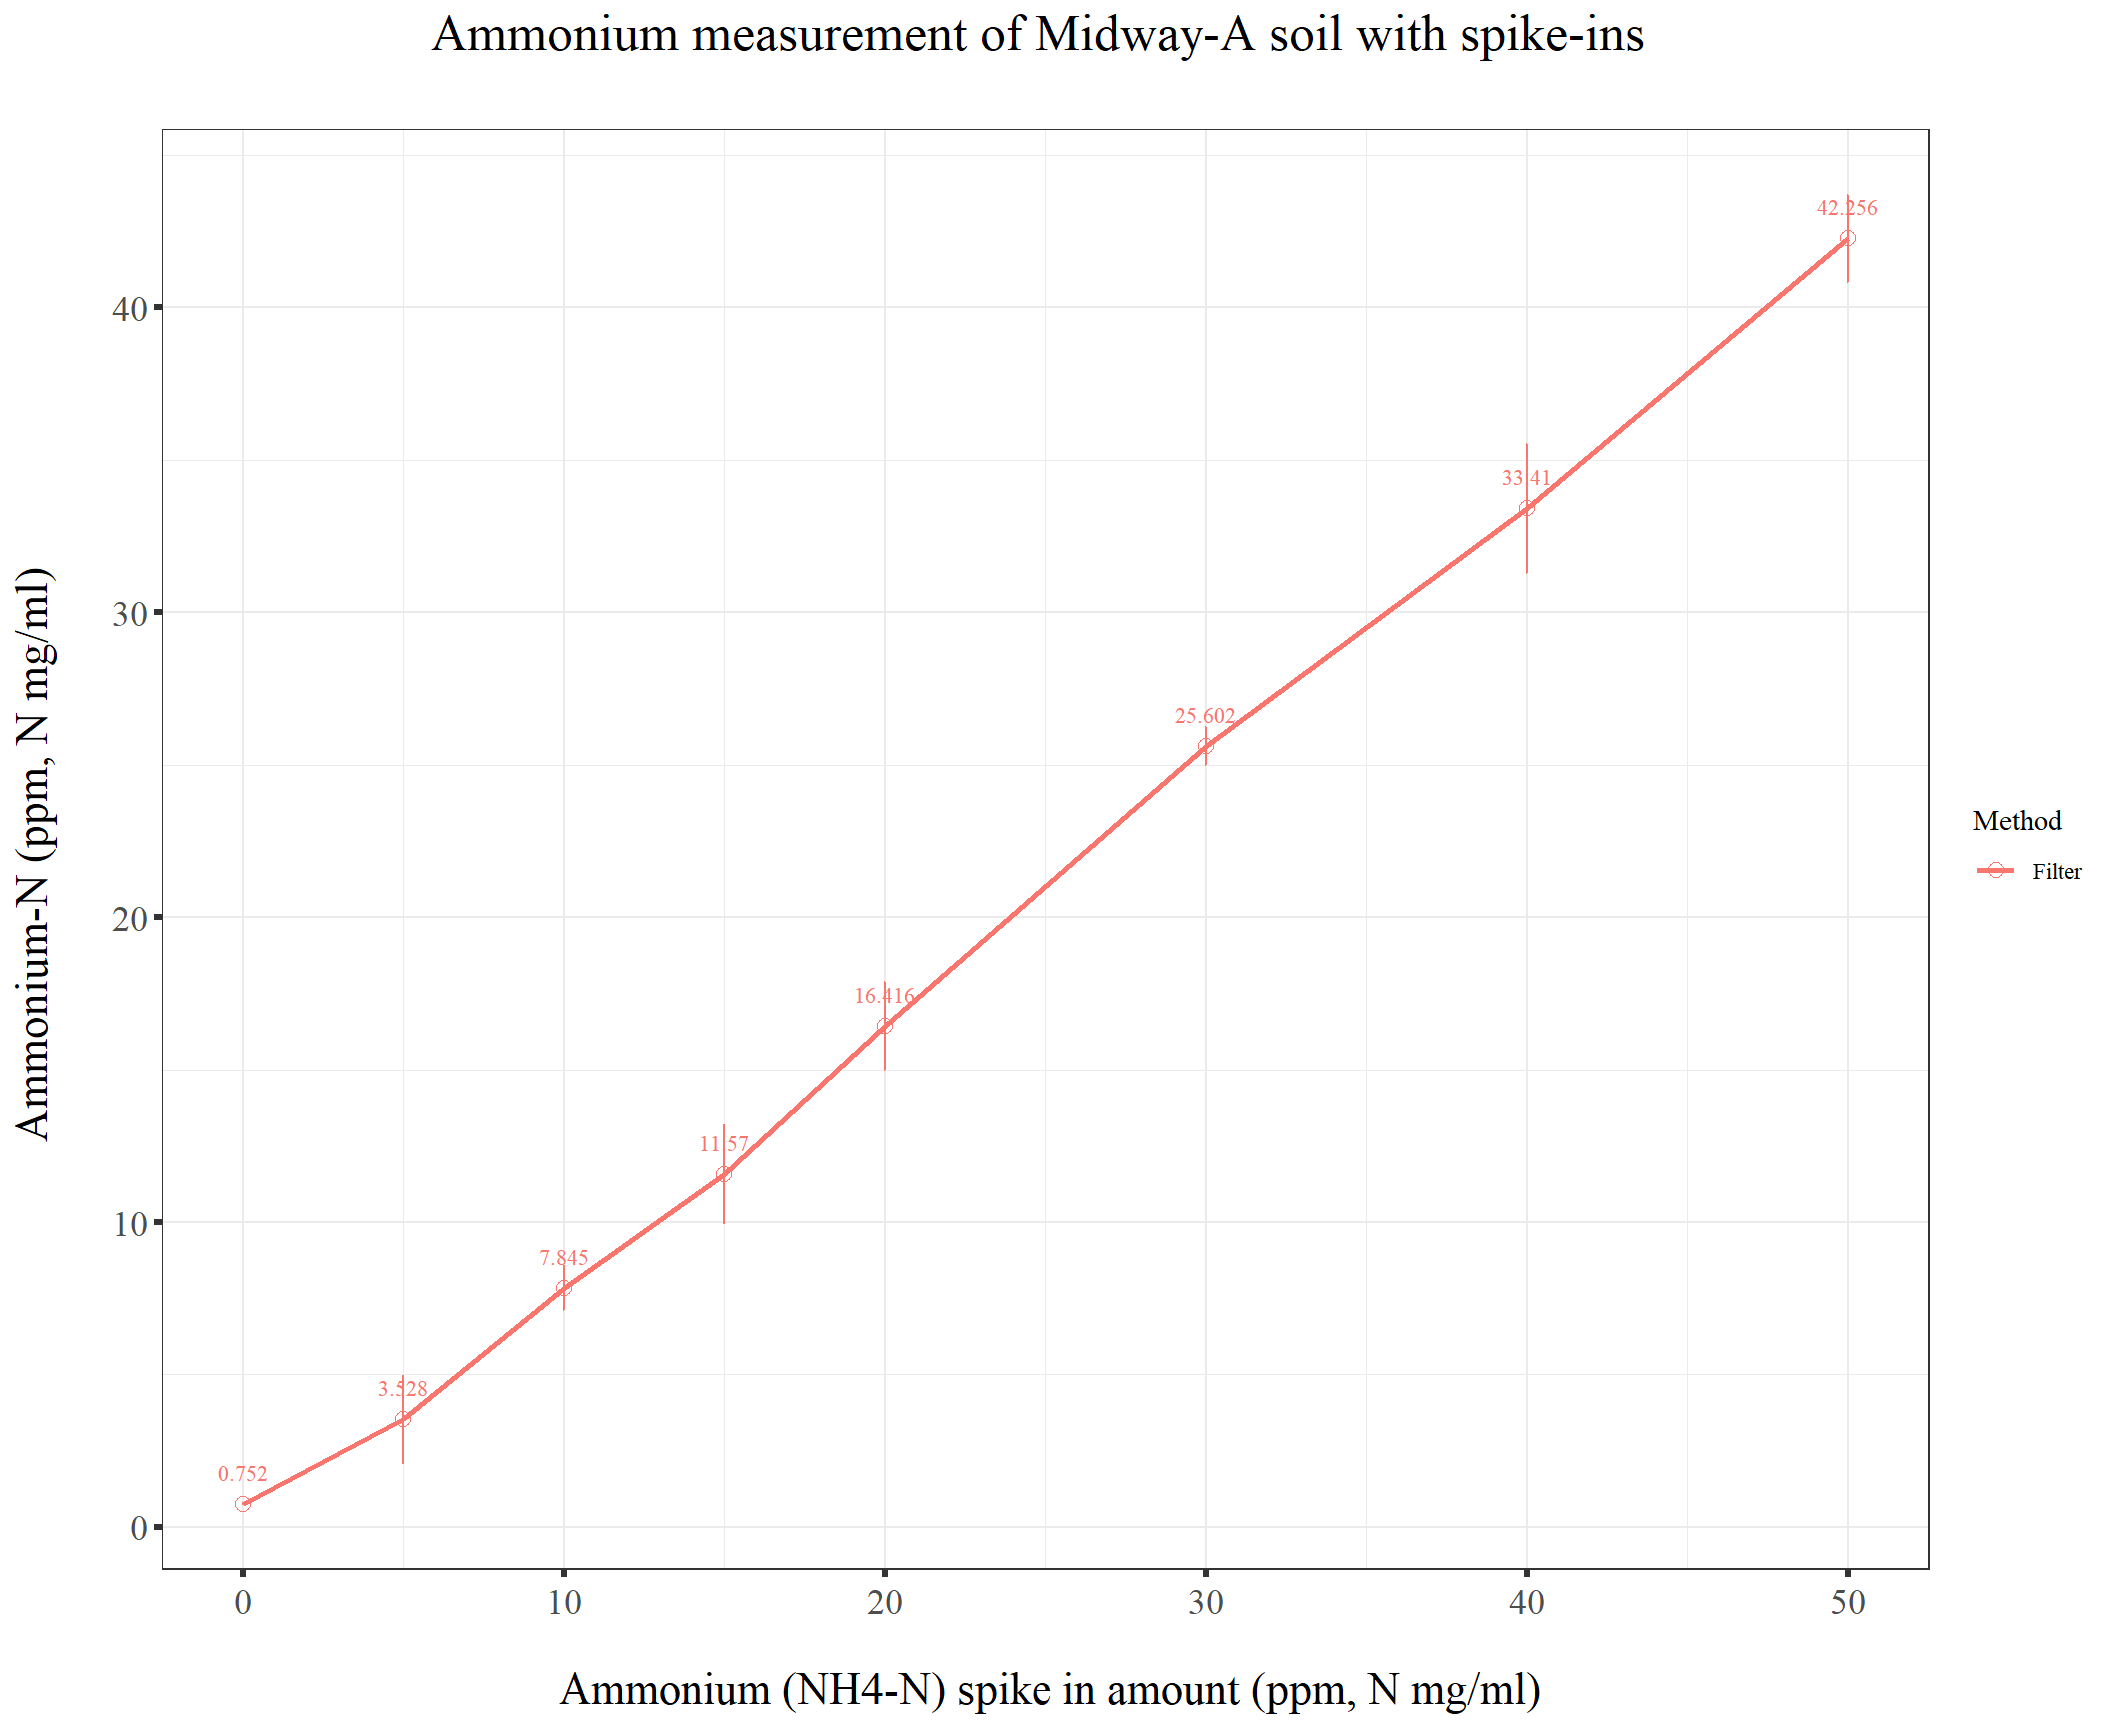 Ammonium measurement of Midway-A soil with spike-ins
42.256
40
33.41
30
25.602
Ammonium-N (ppm, N mg/ml)
Method
Filter
20
16.416
11.57
10
7.845
3.528
0.752
0
0 10 20 30 40 50
Ammonium (NH4-N) spike in amount (ppm, N mg/ml)